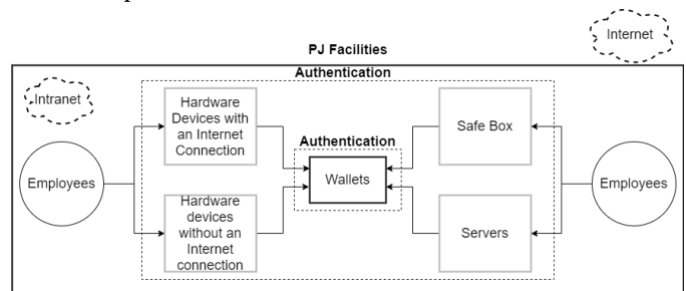 Internet
PJ Facilities
Authentication
Intranet
Hardware
Devices with
an Internet
Connection
Safe Box
Authentication
Employees
Wallets
Employees
Hardware
devices
without an
Internet
connection
Servers